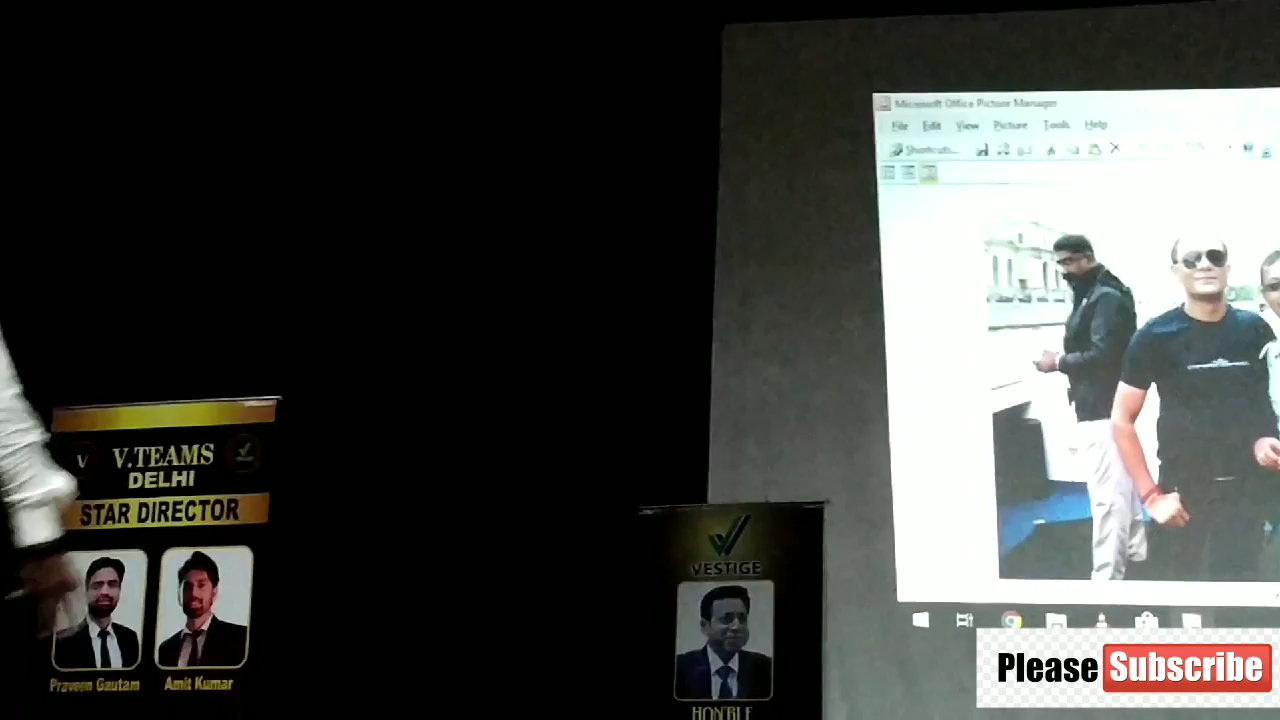 Microsoft Office Picture Manager
File Edit View Picture Tools Help
Shortcuts...
V V.TEAMS
DELHI
STAR DIRECTOR
Praveen Gautam Amit Kumar
VESTIGE
HON'BLE
Please Subscribe